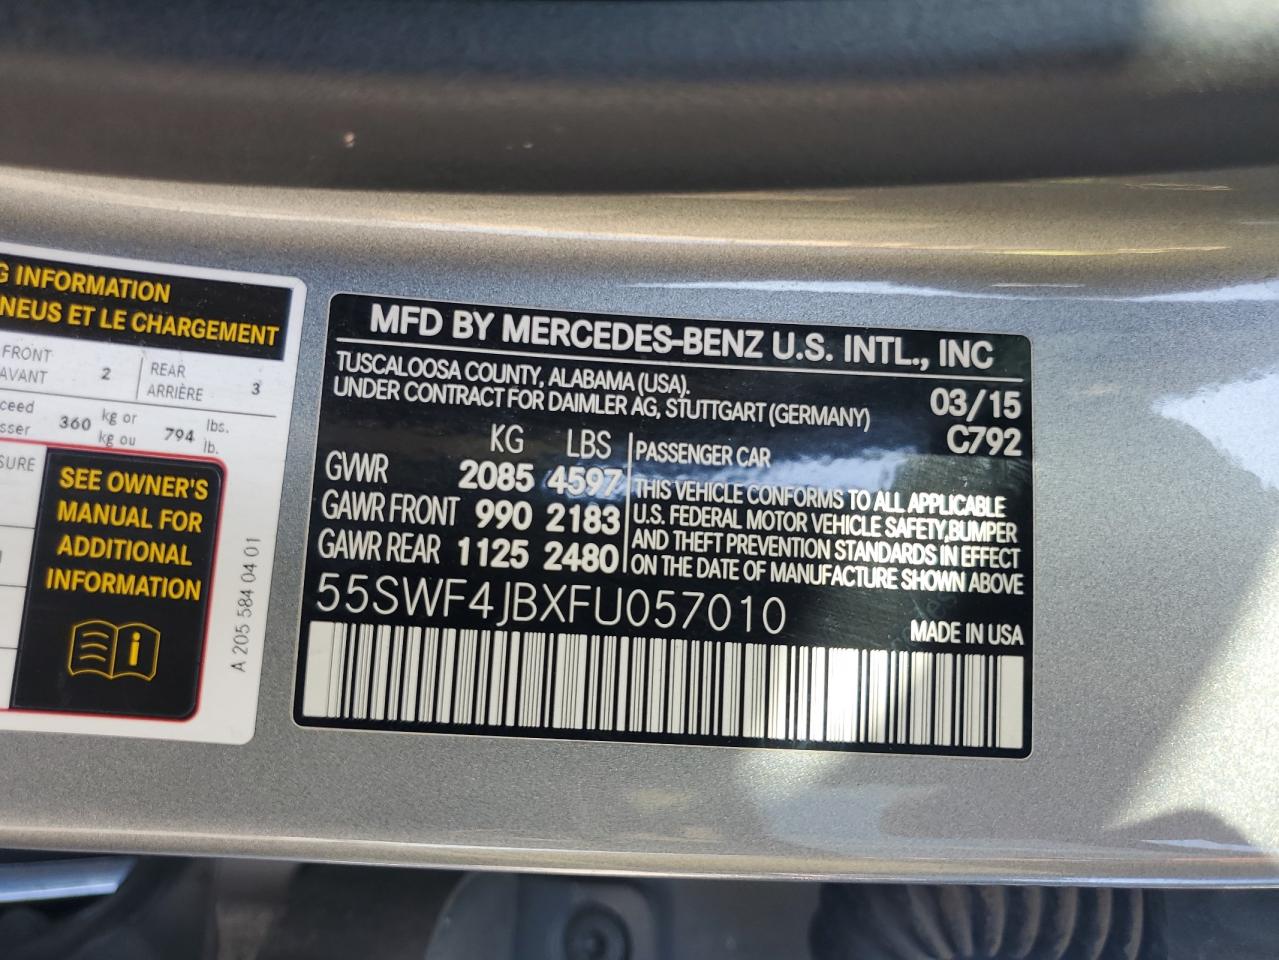 G INFORMATION
NEUS ET LE CHARGEMENT
FRONT
AVANT
2
REAR
ARRIÈRE
3
ceed
sser
360
kg or
kg ou
794
lbs.
lb.
SURE
SEE OWNER'S
MANUAL FOR
ADDITIONAL
INFORMATION
A 205 584 04 01
MFD BY MERCEDES-BENZ U.S. INTL., INC
TUSCALOOSA COUNTY, ALABAMA (USA).
UNDER CONTRACT FOR DAIMLER AG, STUTTGART (GERMANY)
03/15
C792
KG LBS
GVWR 2085 4597
GAWR FRONT 990 2183
GAWR REAR 1125 2480
PASSENGER CAR
THIS VEHICLE CONFORMS TO ALL APPLICABLE
U.S. FEDERAL MOTOR VEHICLE SAFETY,BUMPER
AND THEFT PREVENTION STANDARDS IN EFFECT
ON THE DATE OF MANUFACTURE SHOWN ABOVE
55SWF4JBXFU057010
MADE IN USA